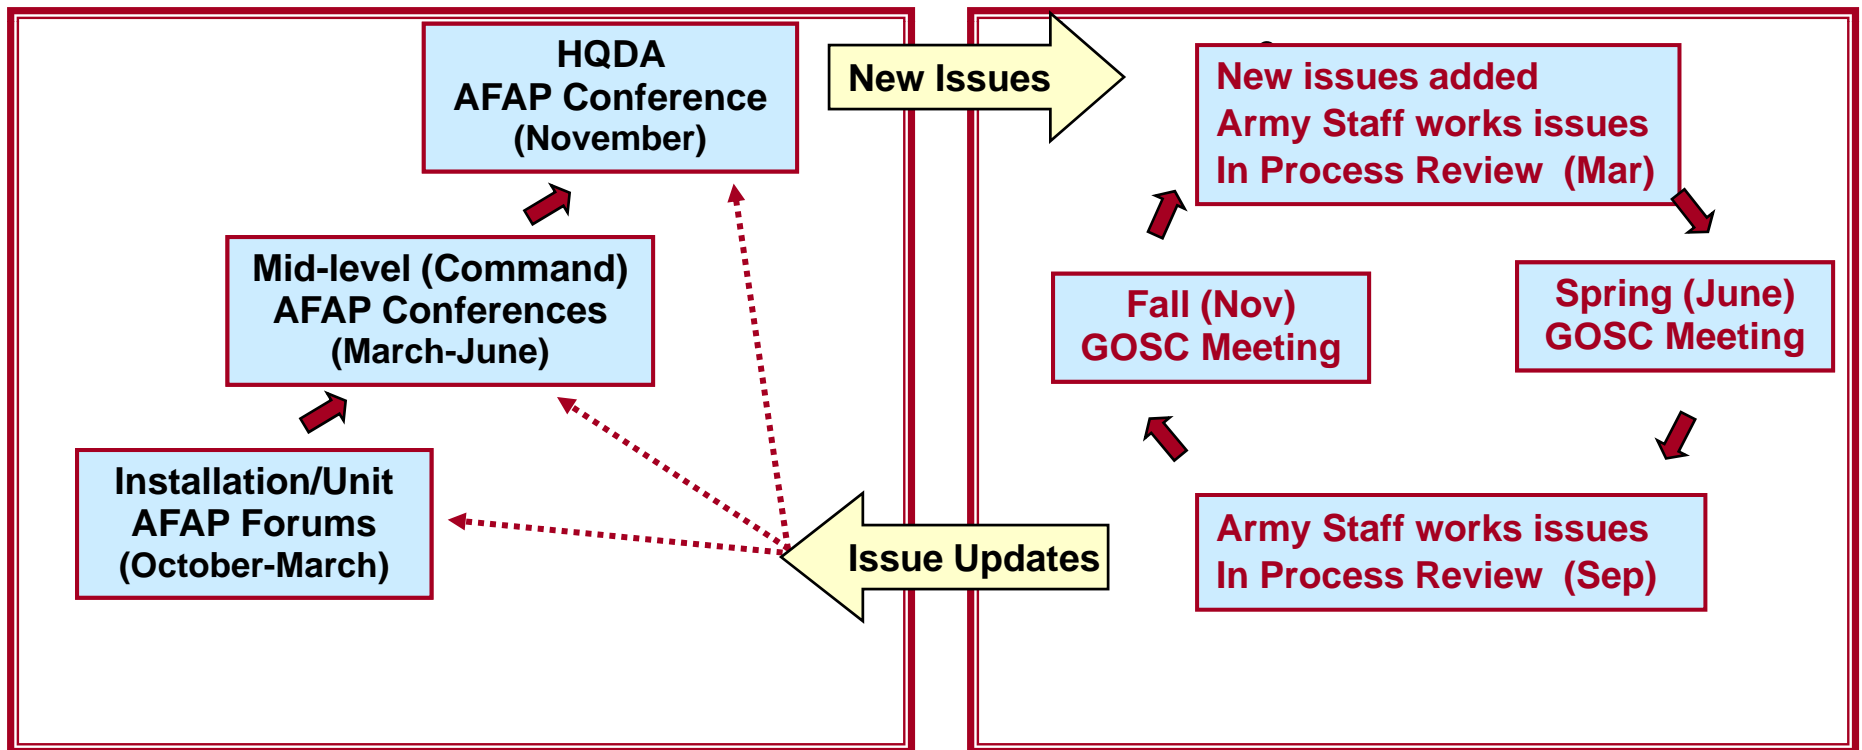 HQDA
AFAP Conference
(November)
Mid-level (Command)
AFAP Conferences
(March-June)
Installation/Unit
AFAP Forums
(October-March)
New Issues
Issue Updates
New issues added
Army Staff works issues
In Process Review (Mar)
Spring (June)
GOSC Meeting
Army Staff works issues
In Process Review (Sep)
Fall (Nov)
GOSC Meeting